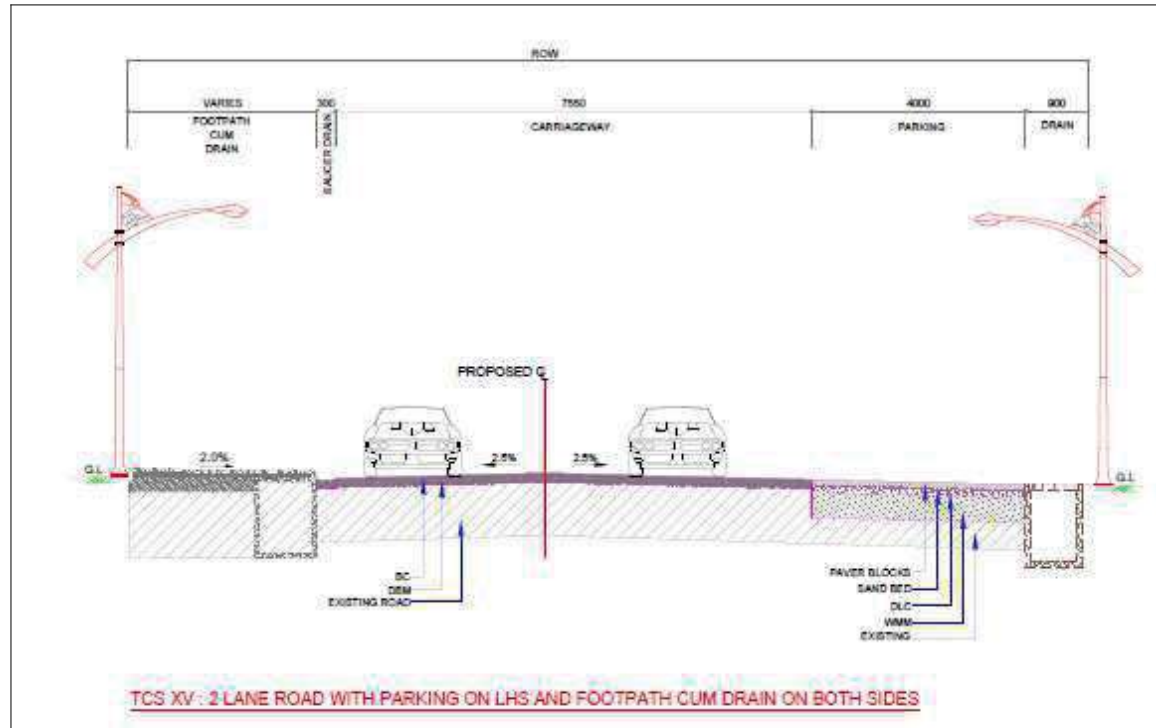 ROW
VARIES
300
7550
4000
900
FOOTPATH
CUM
DRAIN
SAUCER DRAIN
CARRIAGEWAY
PARKING
DRAIN
PROPOSED C
2.0%
2.5%
2.5%
G.L
G.L
BC
DBM
EXISTING ROAD
PAVER BLOCKS
SAND BED
DLC
WMM
EXISTING
TCS XV : 2-LANE ROAD WITH PARKING ON LHS AND FOOTPATH CUM DRAIN ON BOTH SIDES